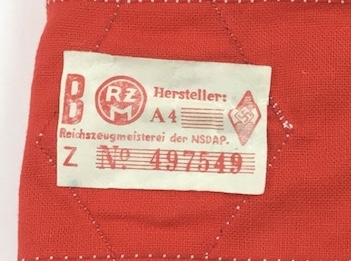 B RZM Hersteller:
A4
Reichszeugmeisterei der NSDAP.
Z No 497549